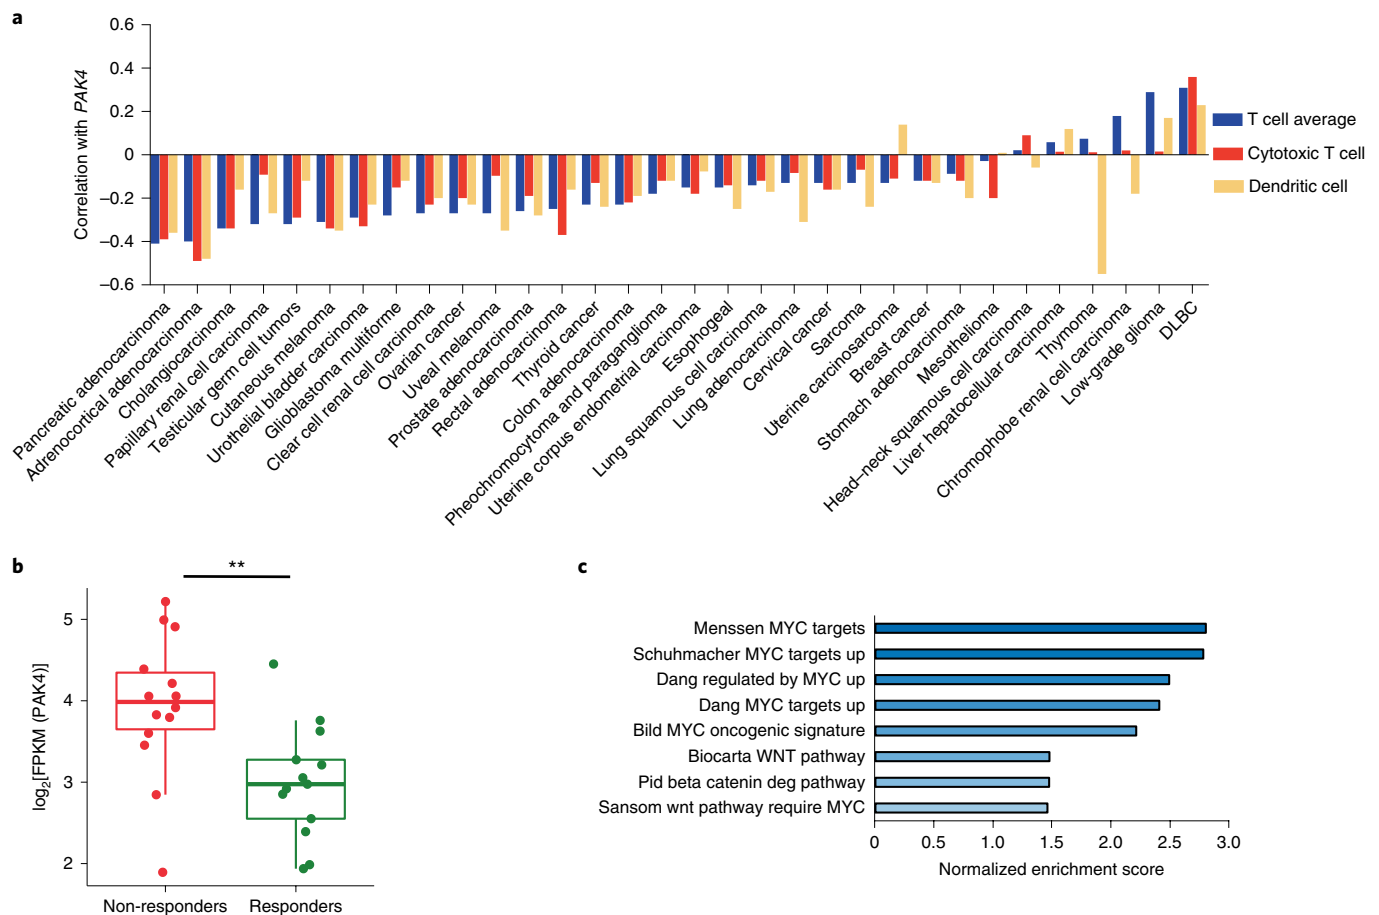 a
0.6
0.4
0.2
0
–0.2
–0.4
–0.6
Correlation with PAK4
T cell average
Cytotoxic T cell
Dendritic cell
Pancreatic adenocarcinoma
Adrenocortical adenocarcinoma
Cholangiocarcinoma
Papillary renal cell carcinoma
Testicular germ cell tumors
Cutaneous melanoma
Urothelial bladder carcinoma
Glioblastoma multiforme
Clear cell renal cell carcinoma
Ovarian cancer
Uveal melanoma
Prostate adenocarcinoma
Rectal adenocarcinoma
Thyroid cancer
Colon adenocarcinoma
Pheochromocytoma and paraganglioma
Uterine corpus endometrial carcinoma
Esophogeal
Lung squamous cell carcinoma
Lung adenocarcinoma
Cervical cancer
Sarcoma
Uterine carcinosarcoma
Breast cancer
Stomach adenocarcinoma
Mesothelioma
Head–neck squamous cell carcinoma
Liver hepatocellular carcinoma
Thymoma
Chromophobe renal cell carcinoma
Low-grade glioma
DLBC
b
**
5
4
3
2
log2[FPKM (PAK4)]
Non-responders
Responders
c
Menssen MYC targets
Schuhmacher MYC targets up
Dang regulated by MYC up
Dang MYC targets up
Bild MYC oncogenic signature
Biocarta WNT pathway
Pid beta catenin deg pathway
Sansom wnt pathway require MYC
0 0.5 1.0 1.5 2.0 2.5 3.0
Normalized enrichment score